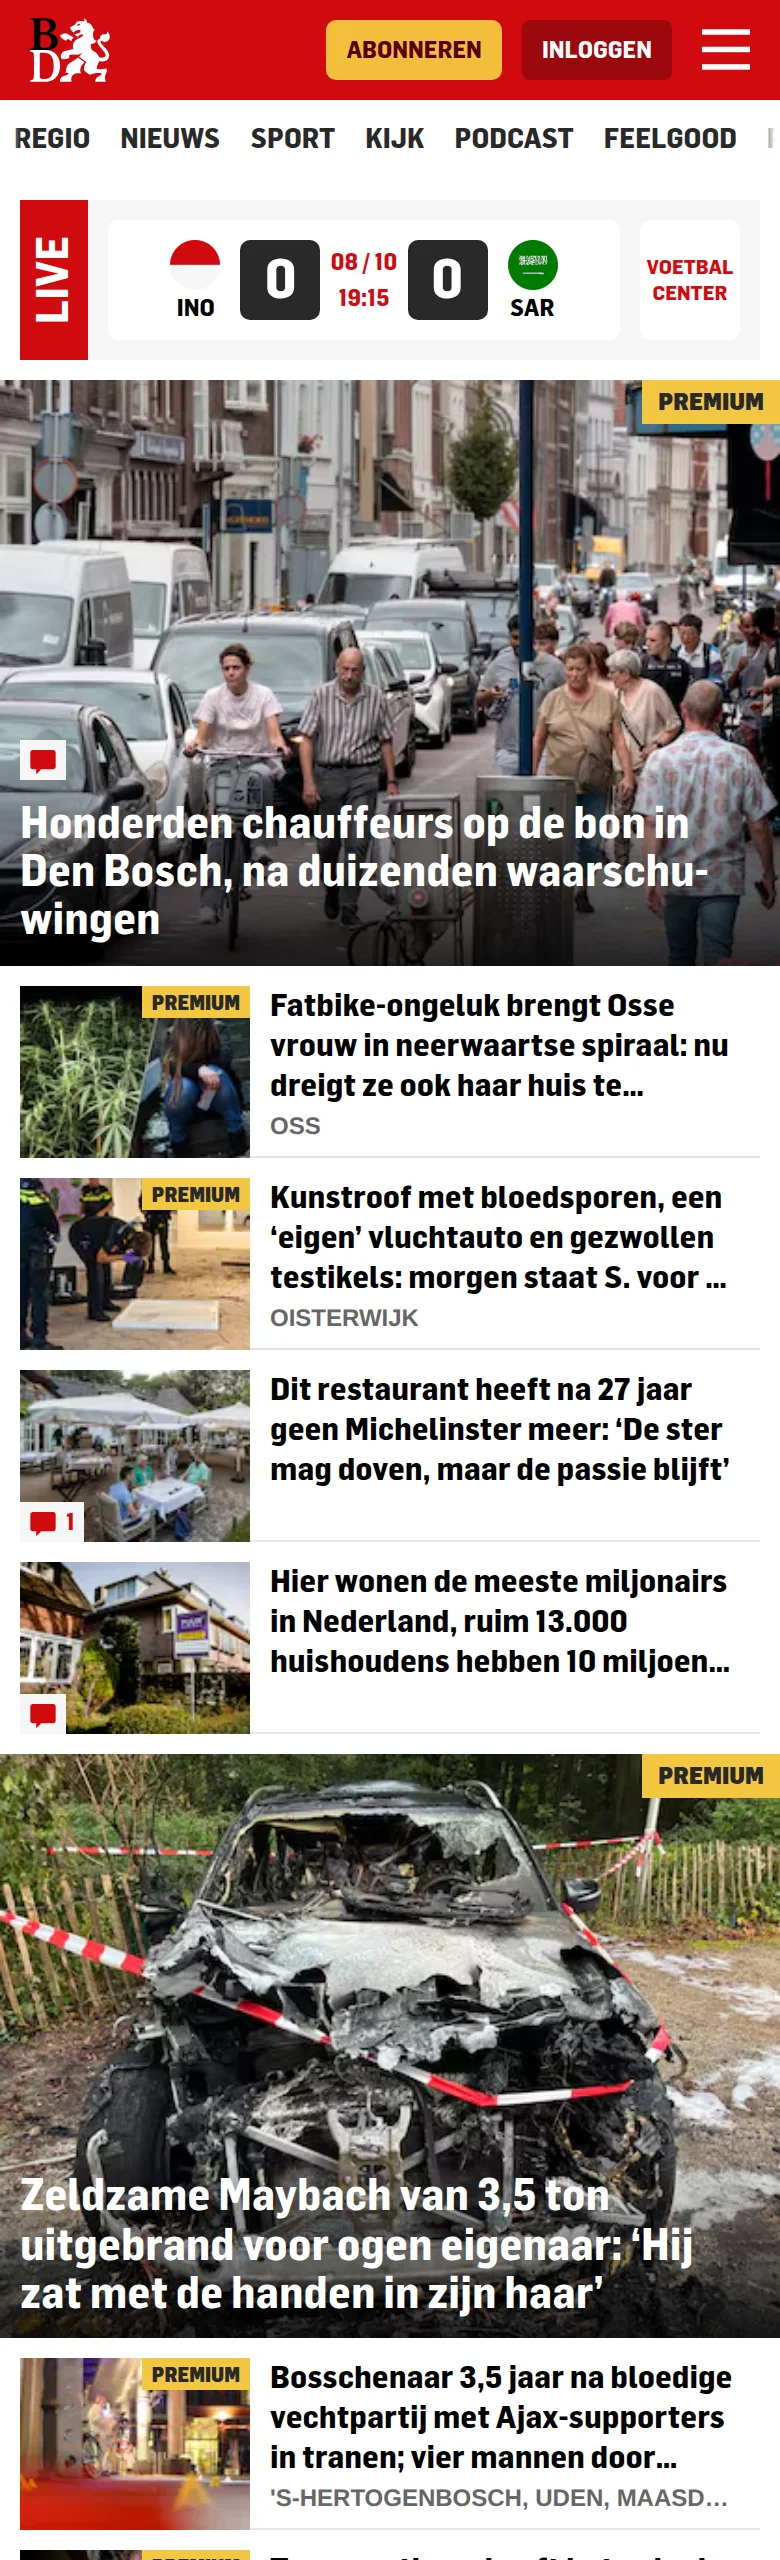 BD
ABONNEREN
INLOGGEN
REGIO NIEUWS SPORT KIJK PODCAST FEELGOOD
LIVE
INO
0
08 / 10
19:15
0
SAR
VOETBAL
CENTER
PREMIUM
Honderden chauffeurs op de bon in
Den Bosch, na duizenden waarschu-
wingen
PREMIUM
Fatbike-ongeluk brengt Osse
vrouw in neerwaartse spiraal: nu
dreigt ze ook haar huis te...
OSS
PREMIUM
Kunstroof met bloedsporen, een
‘eigen’ vluchtauto en gezwollen
testikels: morgen staat S. voor ...
OISTERWIJK
Dit restaurant heeft na 27 jaar
geen Michelinster meer: ‘De ster
mag doven, maar de passie blijft’
1
Hier wonen de meeste miljonairs
in Nederland, ruim 13.000
huishoudens hebben 10 miljoen...
PREMIUM
Zeldzame Maybach van 3,5 ton
uitgebrand voor ogen eigenaar: ‘Hij
zat met de handen in zijn haar’
PREMIUM
Bosschenaar 3,5 jaar na bloedige
vechtpartij met Ajax-supporters
in tranen; vier mannen door...
'S-HERTOGENBOSCH, UDEN, MAASD...